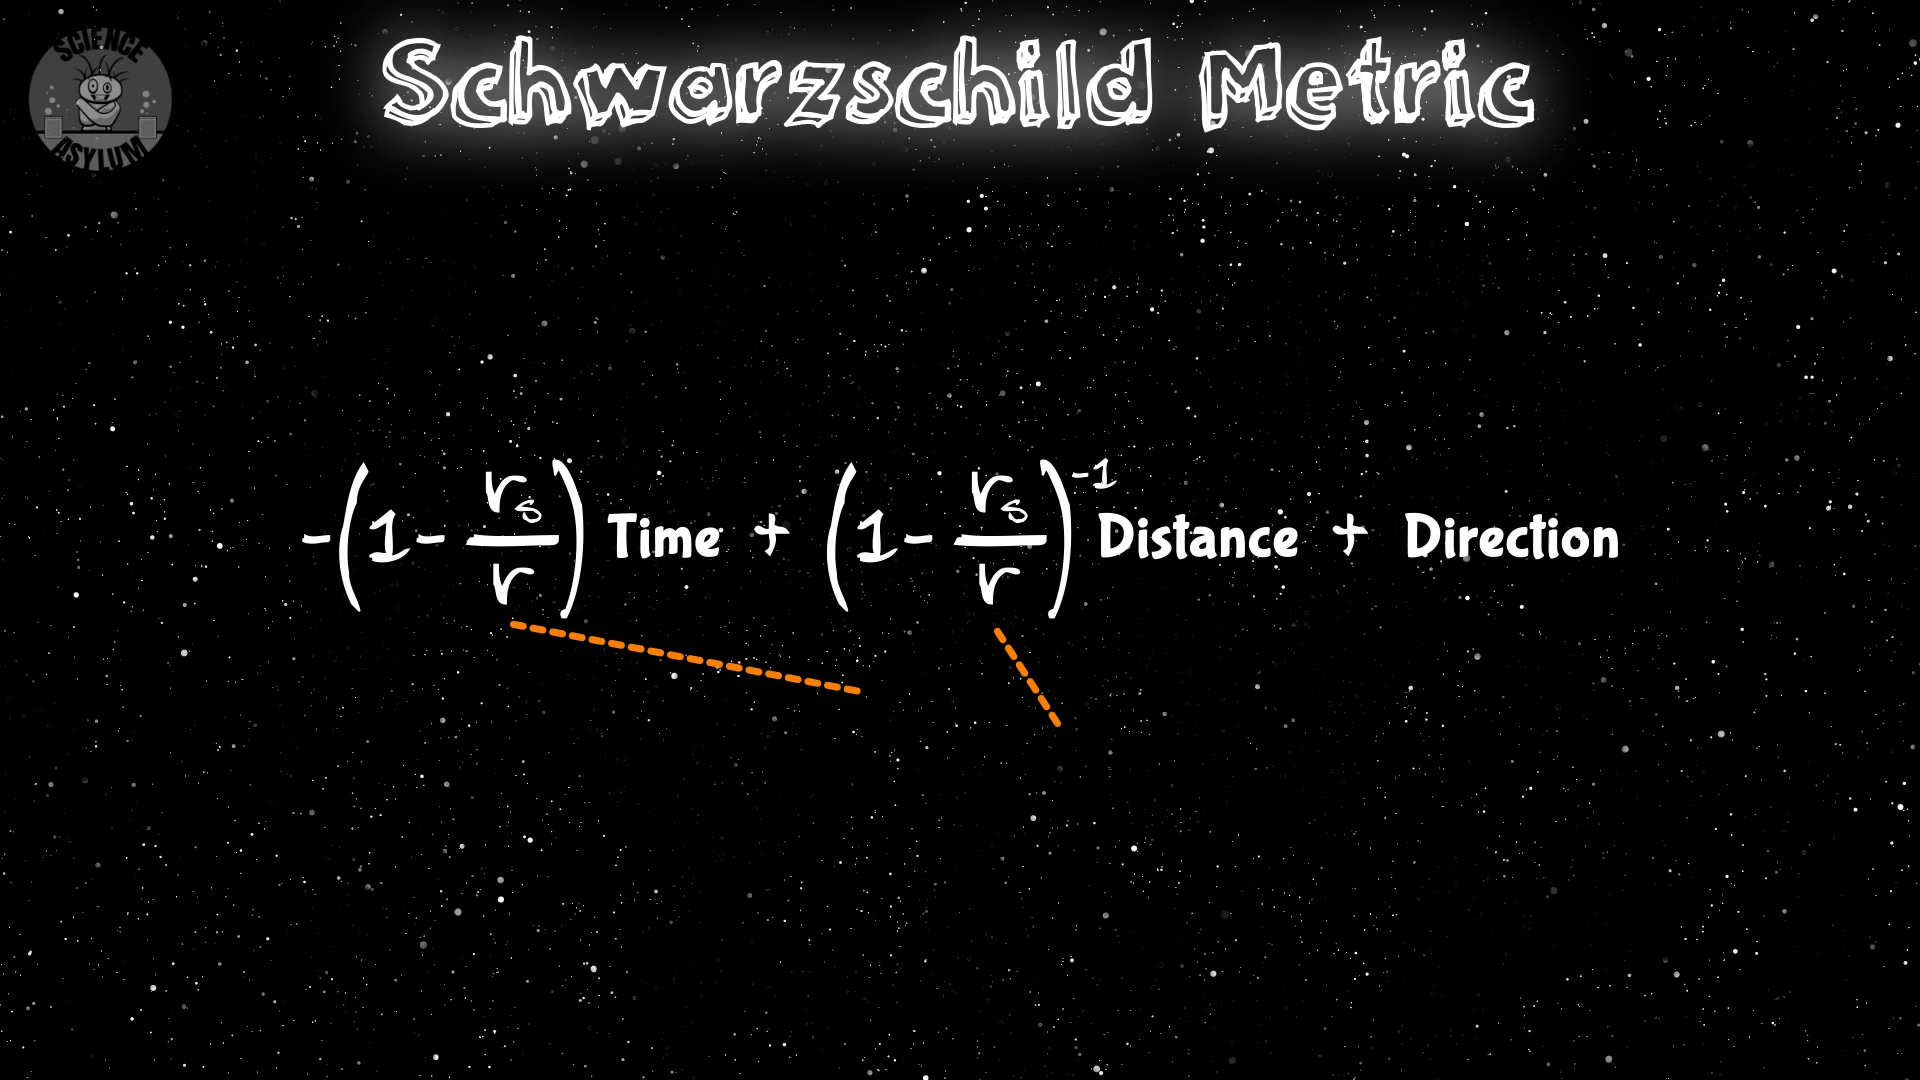 SCIENCE
ASYLUM
Schwarzschild Metric
-(1 - rₛ/r) Time + (1 - rₛ/r)⁻¹ Distance + Direction